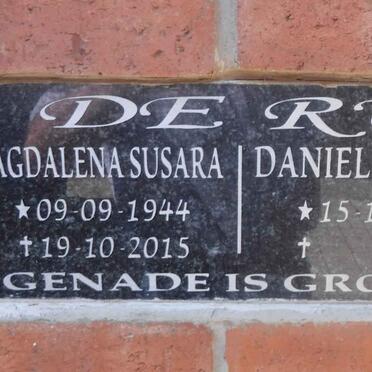 DE R
AGDALENA SUSARA DANIEL
★09-09-1944 ★15-1
✝19-10-2015 ✝
GENADE IS GRO